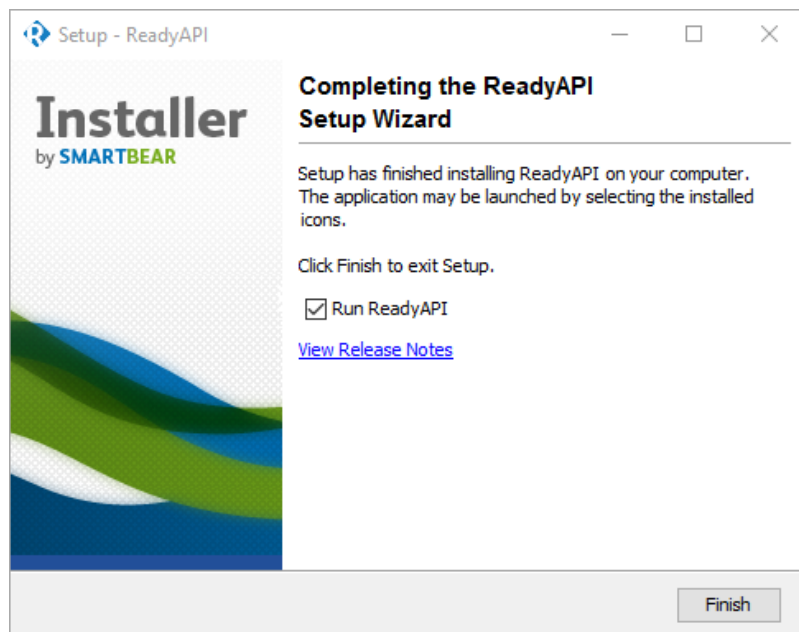 Setup - ReadyAPI
Installer
by SMARTBEAR
Completing the ReadyAPI
Setup Wizard
Setup has finished installing ReadyAPI on your computer.
The application may be launched by selecting the installed
icons.
Click Finish to exit Setup.
Run ReadyAPI
View Release Notes
Finish